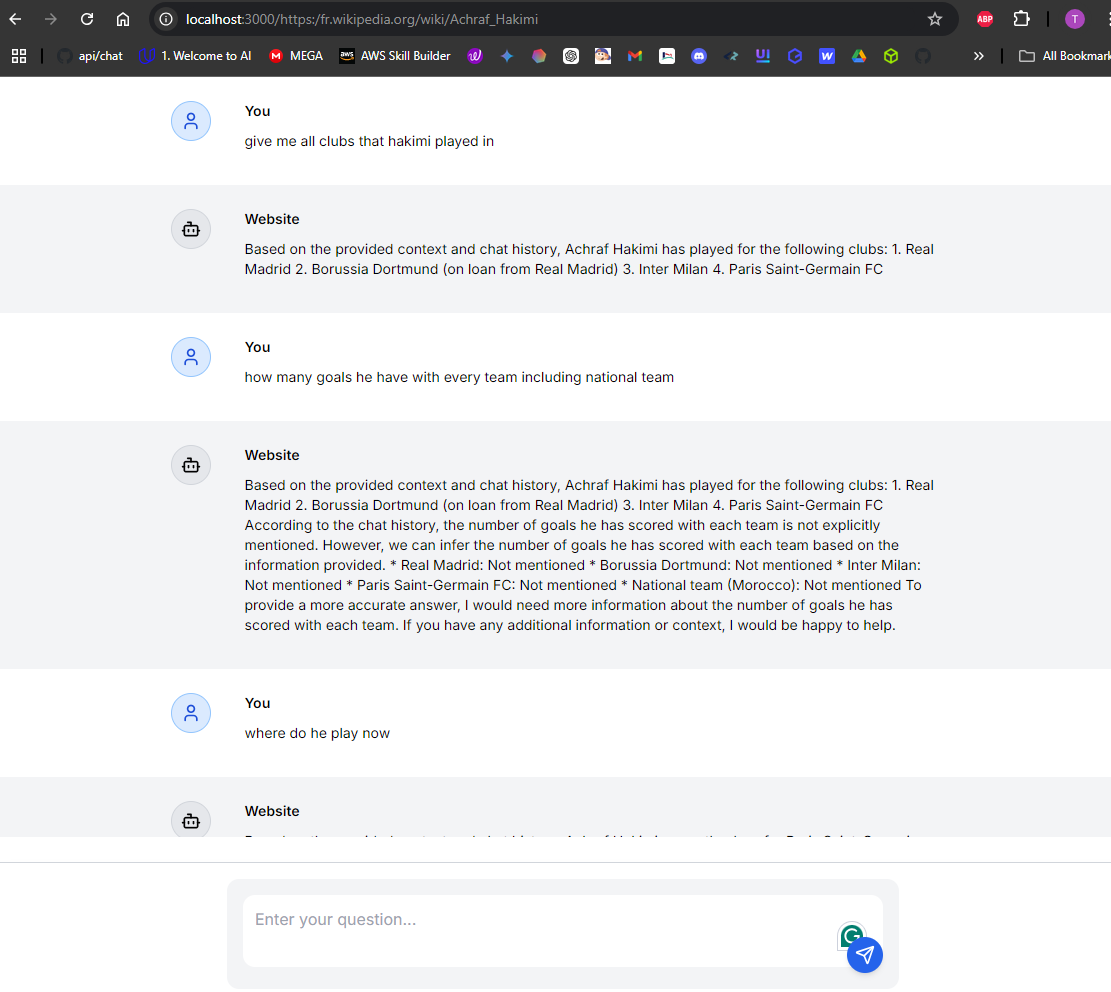 localhost:3000/https:/fr.wikipedia.org/wiki/Achraf_Hakimi
ABP
T
api/chat
1. Welcome to AI
MEGA
AWS Skill Builder
All Bookmark
You
give me all clubs that hakimi played in
Website
Based on the provided context and chat history, Achraf Hakimi has played for the following clubs: 1. Real
Madrid 2. Borussia Dortmund (on loan from Real Madrid) 3. Inter Milan 4. Paris Saint-Germain FC
You
how many goals he have with every team including national team
Website
Based on the provided context and chat history, Achraf Hakimi has played for the following clubs: 1. Real
Madrid 2. Borussia Dortmund (on loan from Real Madrid) 3. Inter Milan 4. Paris Saint-Germain FC
According to the chat history, the number of goals he has scored with each team is not explicitly
mentioned. However, we can infer the number of goals he has scored with each team based on the
information provided. * Real Madrid: Not mentioned * Borussia Dortmund: Not mentioned * Inter Milan:
Not mentioned * Paris Saint-Germain FC: Not mentioned * National team (Morocco): Not mentioned To
provide a more accurate answer, I would need more information about the number of goals he has
scored with each team. If you have any additional information or context, I would be happy to help.
You
where do he play now
Website
Enter your question...